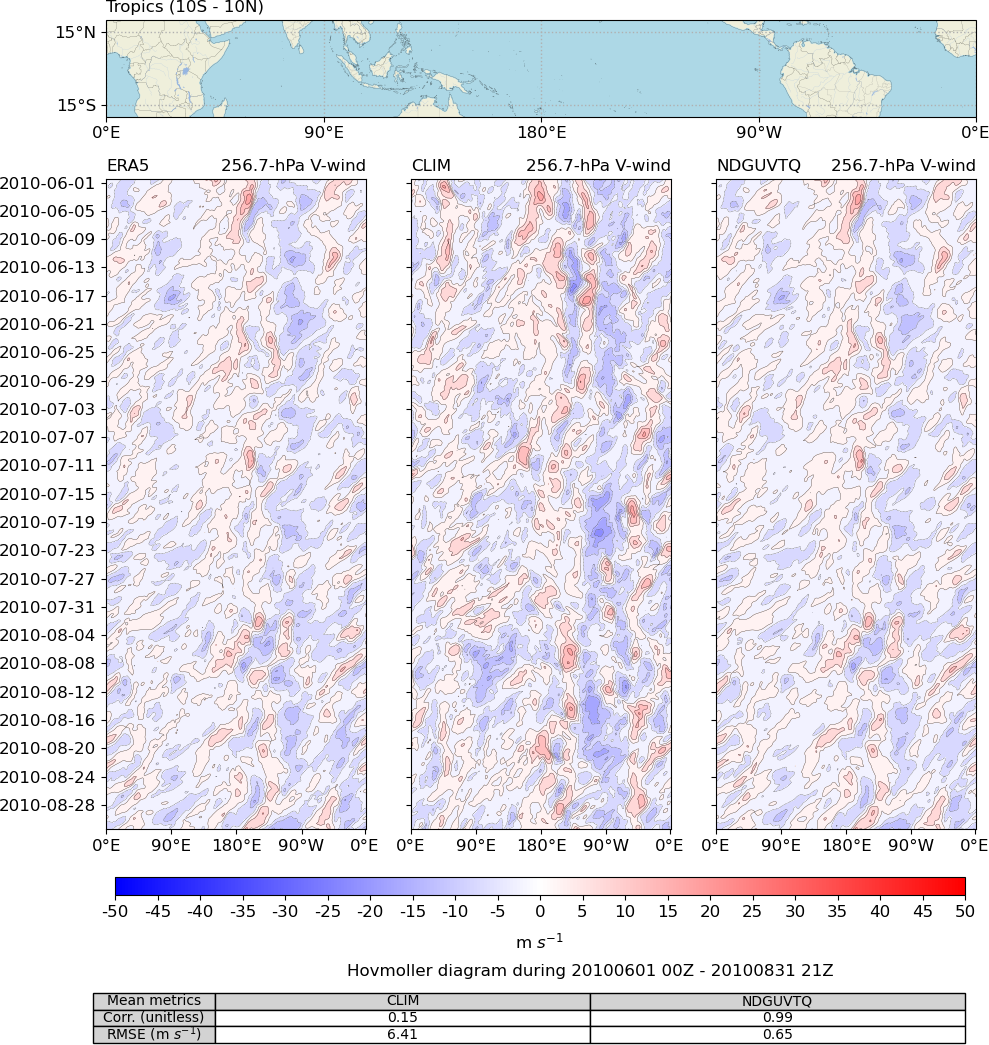 Tropics (10S - 10N)
15°N
15°S
0°E 90°E 180°E 90°W 0°E
ERA5 256.7-hPa V-wind CLIM 256.7-hPa V-wind NDGUVTQ 256.7-hPa V-wind
2010-06-01
2010-06-05
2010-06-09
2010-06-13
2010-06-17
2010-06-21
2010-06-25
2010-06-29
2010-07-03
2010-07-07
2010-07-11
2010-07-15
2010-07-19
2010-07-23
2010-07-27
2010-07-31
2010-08-04
2010-08-08
2010-08-12
2010-08-16
2010-08-20
2010-08-24
2010-08-28
0°E 90°E 180°E 90°W 0°E 0°E 90°E 180°E 90°W 0°E 0°E 90°E 180°E 90°W 0°E
-50 -45 -40 -35 -30 -25 -20 -15 -10 -5 0 5 10 15 20 25 30 35 40 45 50
m s⁻¹
Hovmoller diagram during 20100601 00Z - 20100831 21Z
Mean metrics CLIM NDGUVTQ
Corr. (unitless) 0.15 0.99
RMSE (m s⁻¹) 6.41 0.65